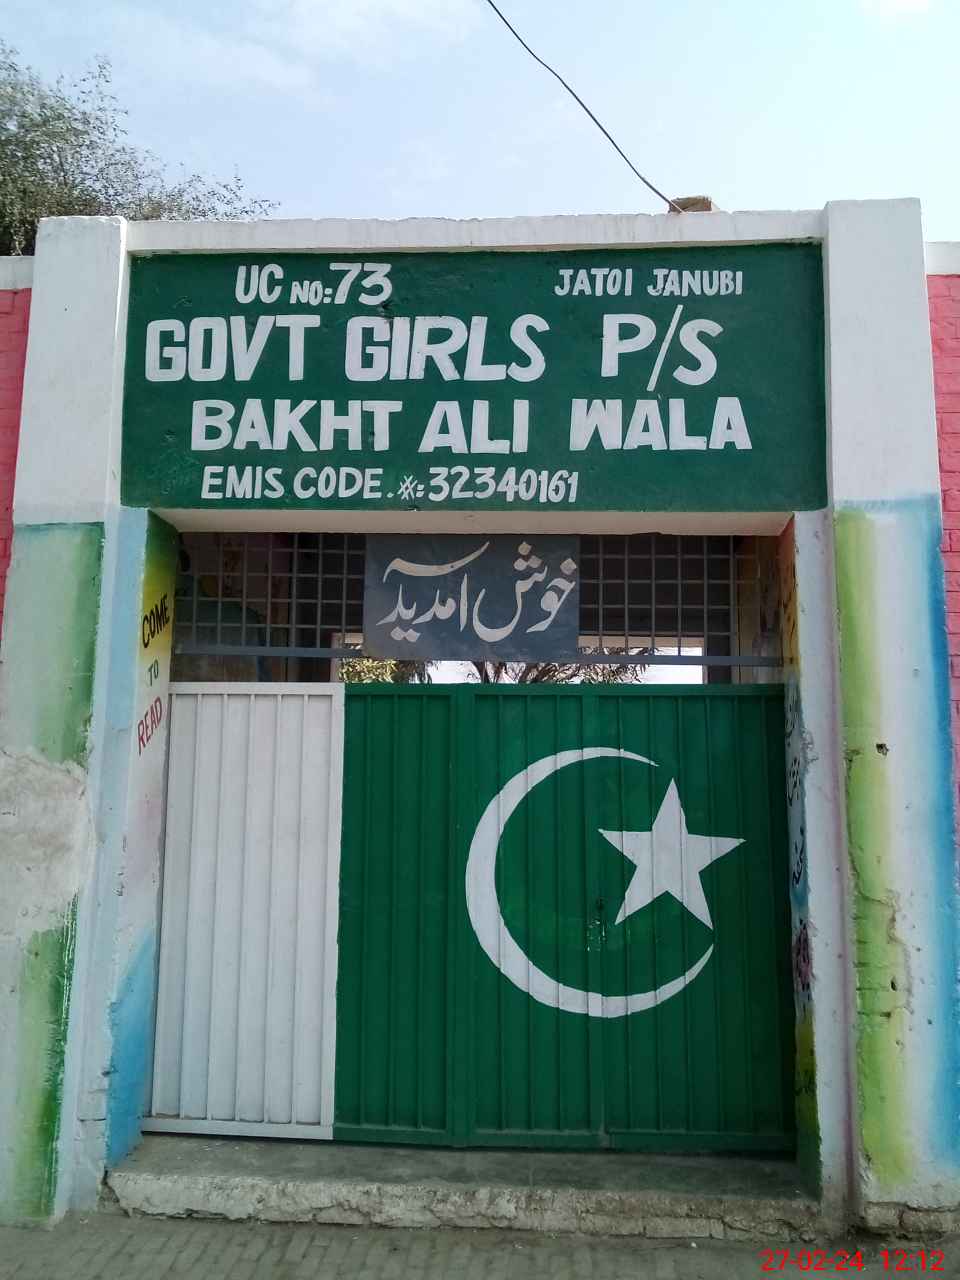 UC NO:73 JATOI JANUBI
GOVT GIRLS P/S
BAKHT ALI WALA
EMIS CODE.#:32340161
خوش آمدید
COME
TO
READ
27-02-24 12:12